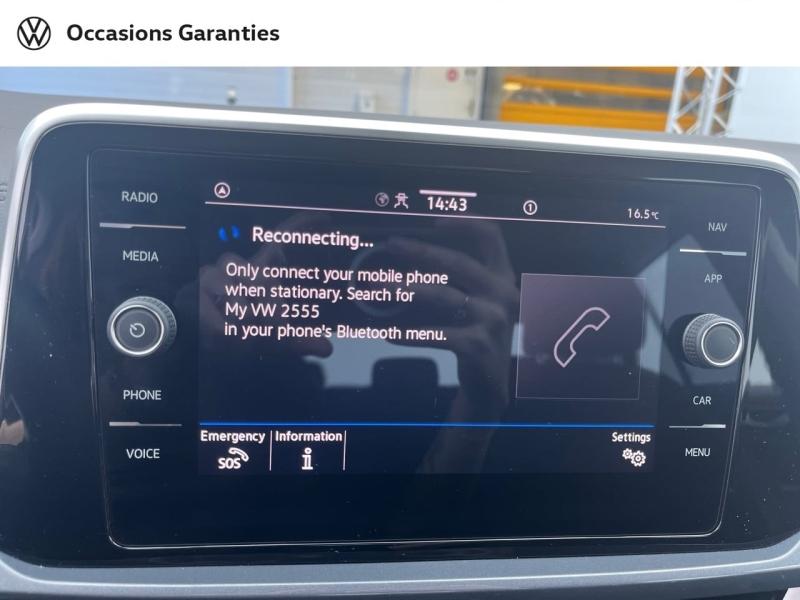 Occasions Garanties
RADIO
MEDIA
PHONE
VOICE
14:43
1
16.5°C
Reconnecting...
Only connect your mobile phone
when stationary. Search for
My VW 2555
in your phone's Bluetooth menu.
Emergency
SOS
Information
i
Settings
NAV
APP
CAR
MENU